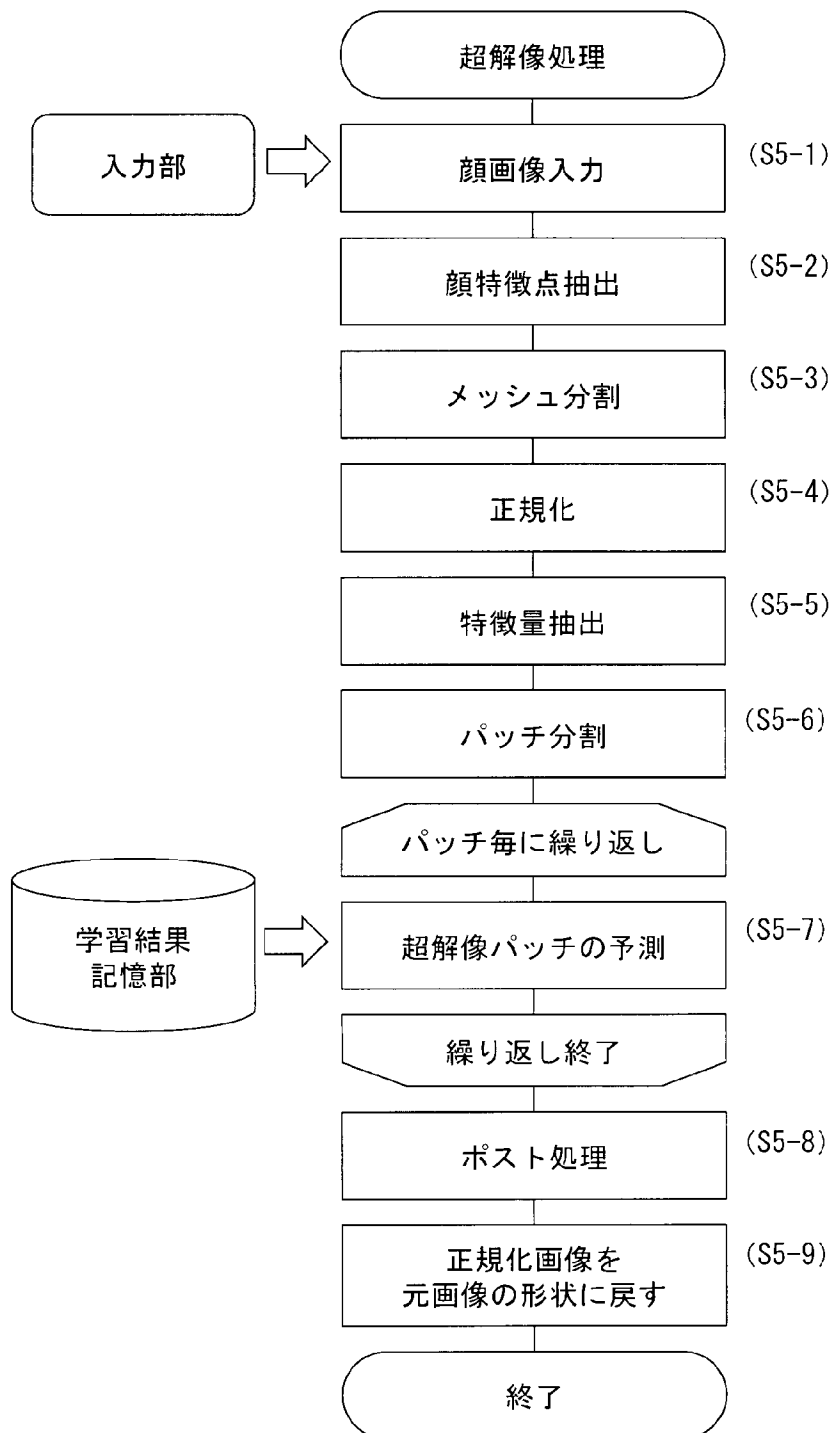 超解像処理
入力部
顔画像入力
(S5-1)
顔特徴点抽出
(S5-2)
メッシュ分割
(S5-3)
正規化
(S5-4)
特徴量抽出
(S5-5)
パッチ分割
(S5-6)
パッチ毎に繰り返し
学習結果
記憶部
超解像パッチの予測
(S5-7)
繰り返し終了
ポスト処理
(S5-8)
正規化画像を
元画像の形状に戻す
(S5-9)
終了